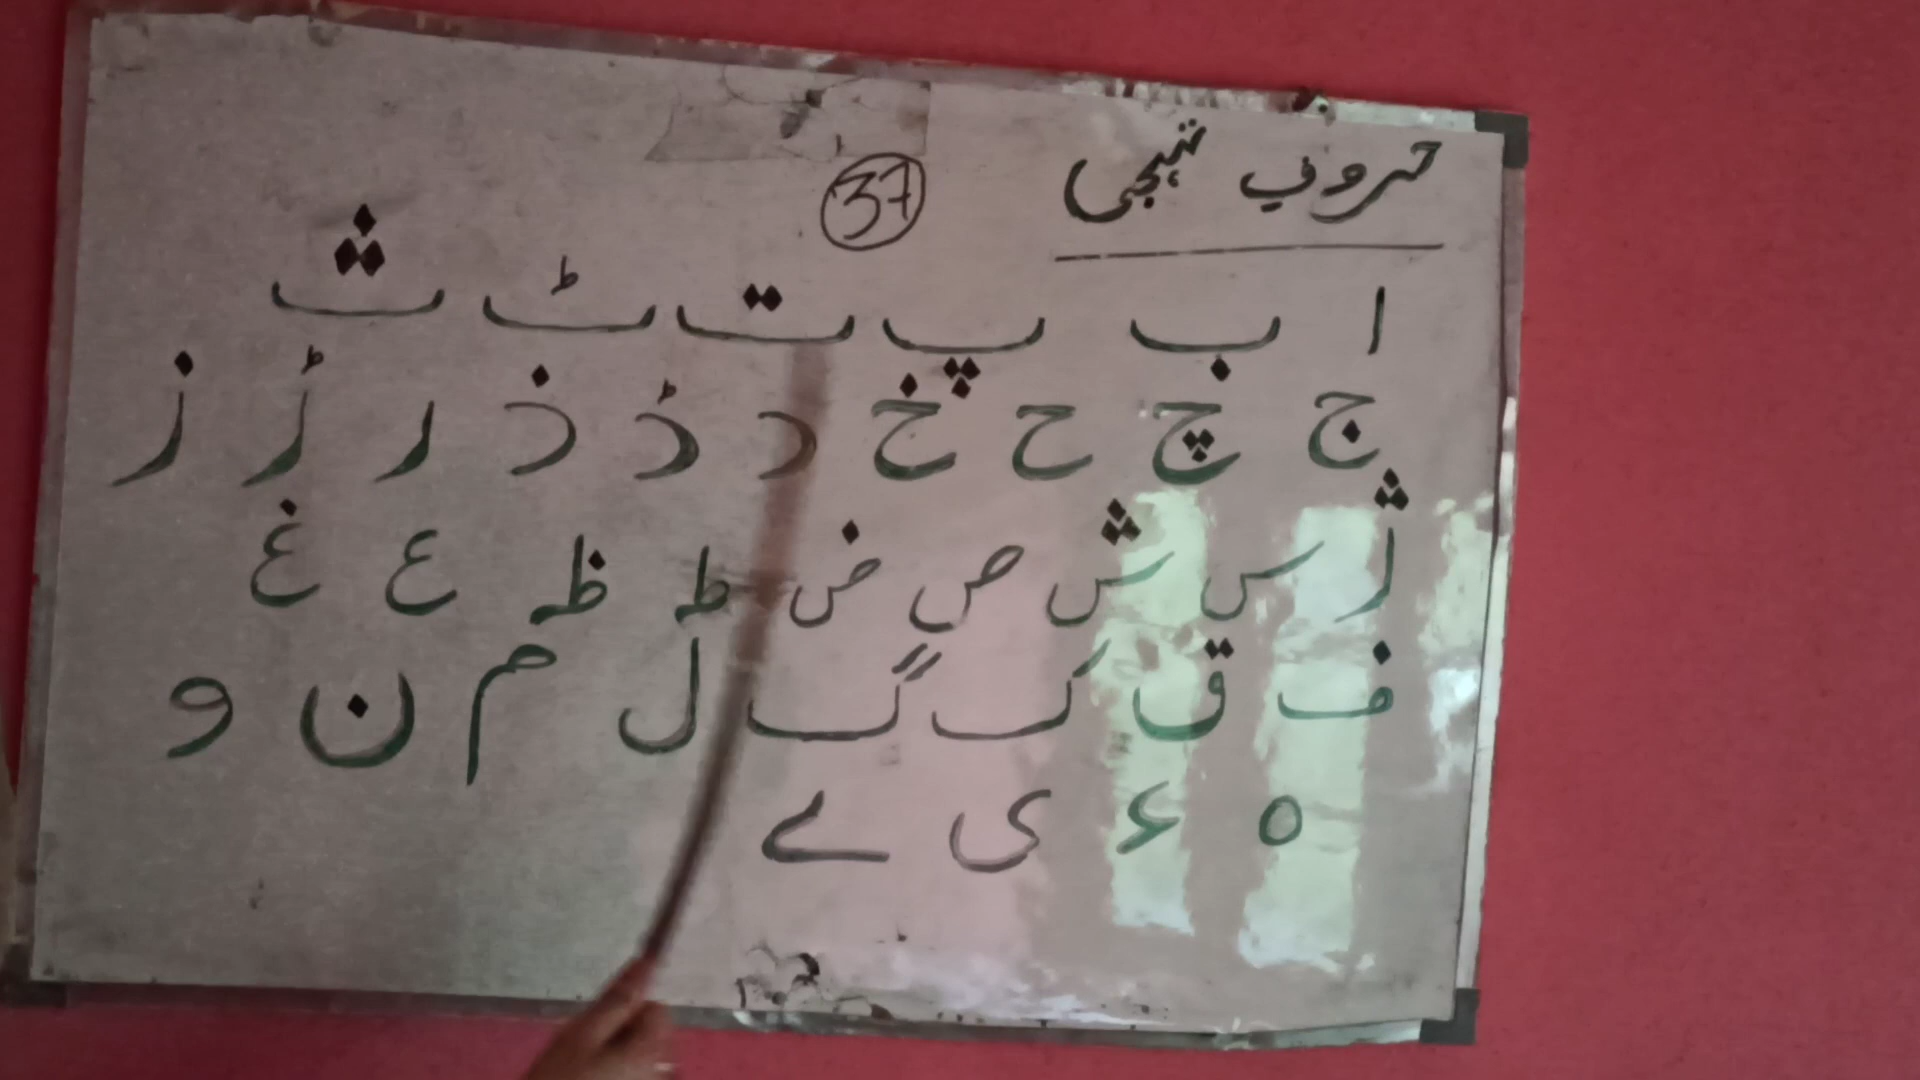 حروف تہجی 37
ا ب پ ت ٹ ث
ج چ ح خ د ڈ ذ ر ڑ ز
ژ س ش ص ض ط ظ ع غ
ف ق ک گ ل م ن و
ہ ء ی ے